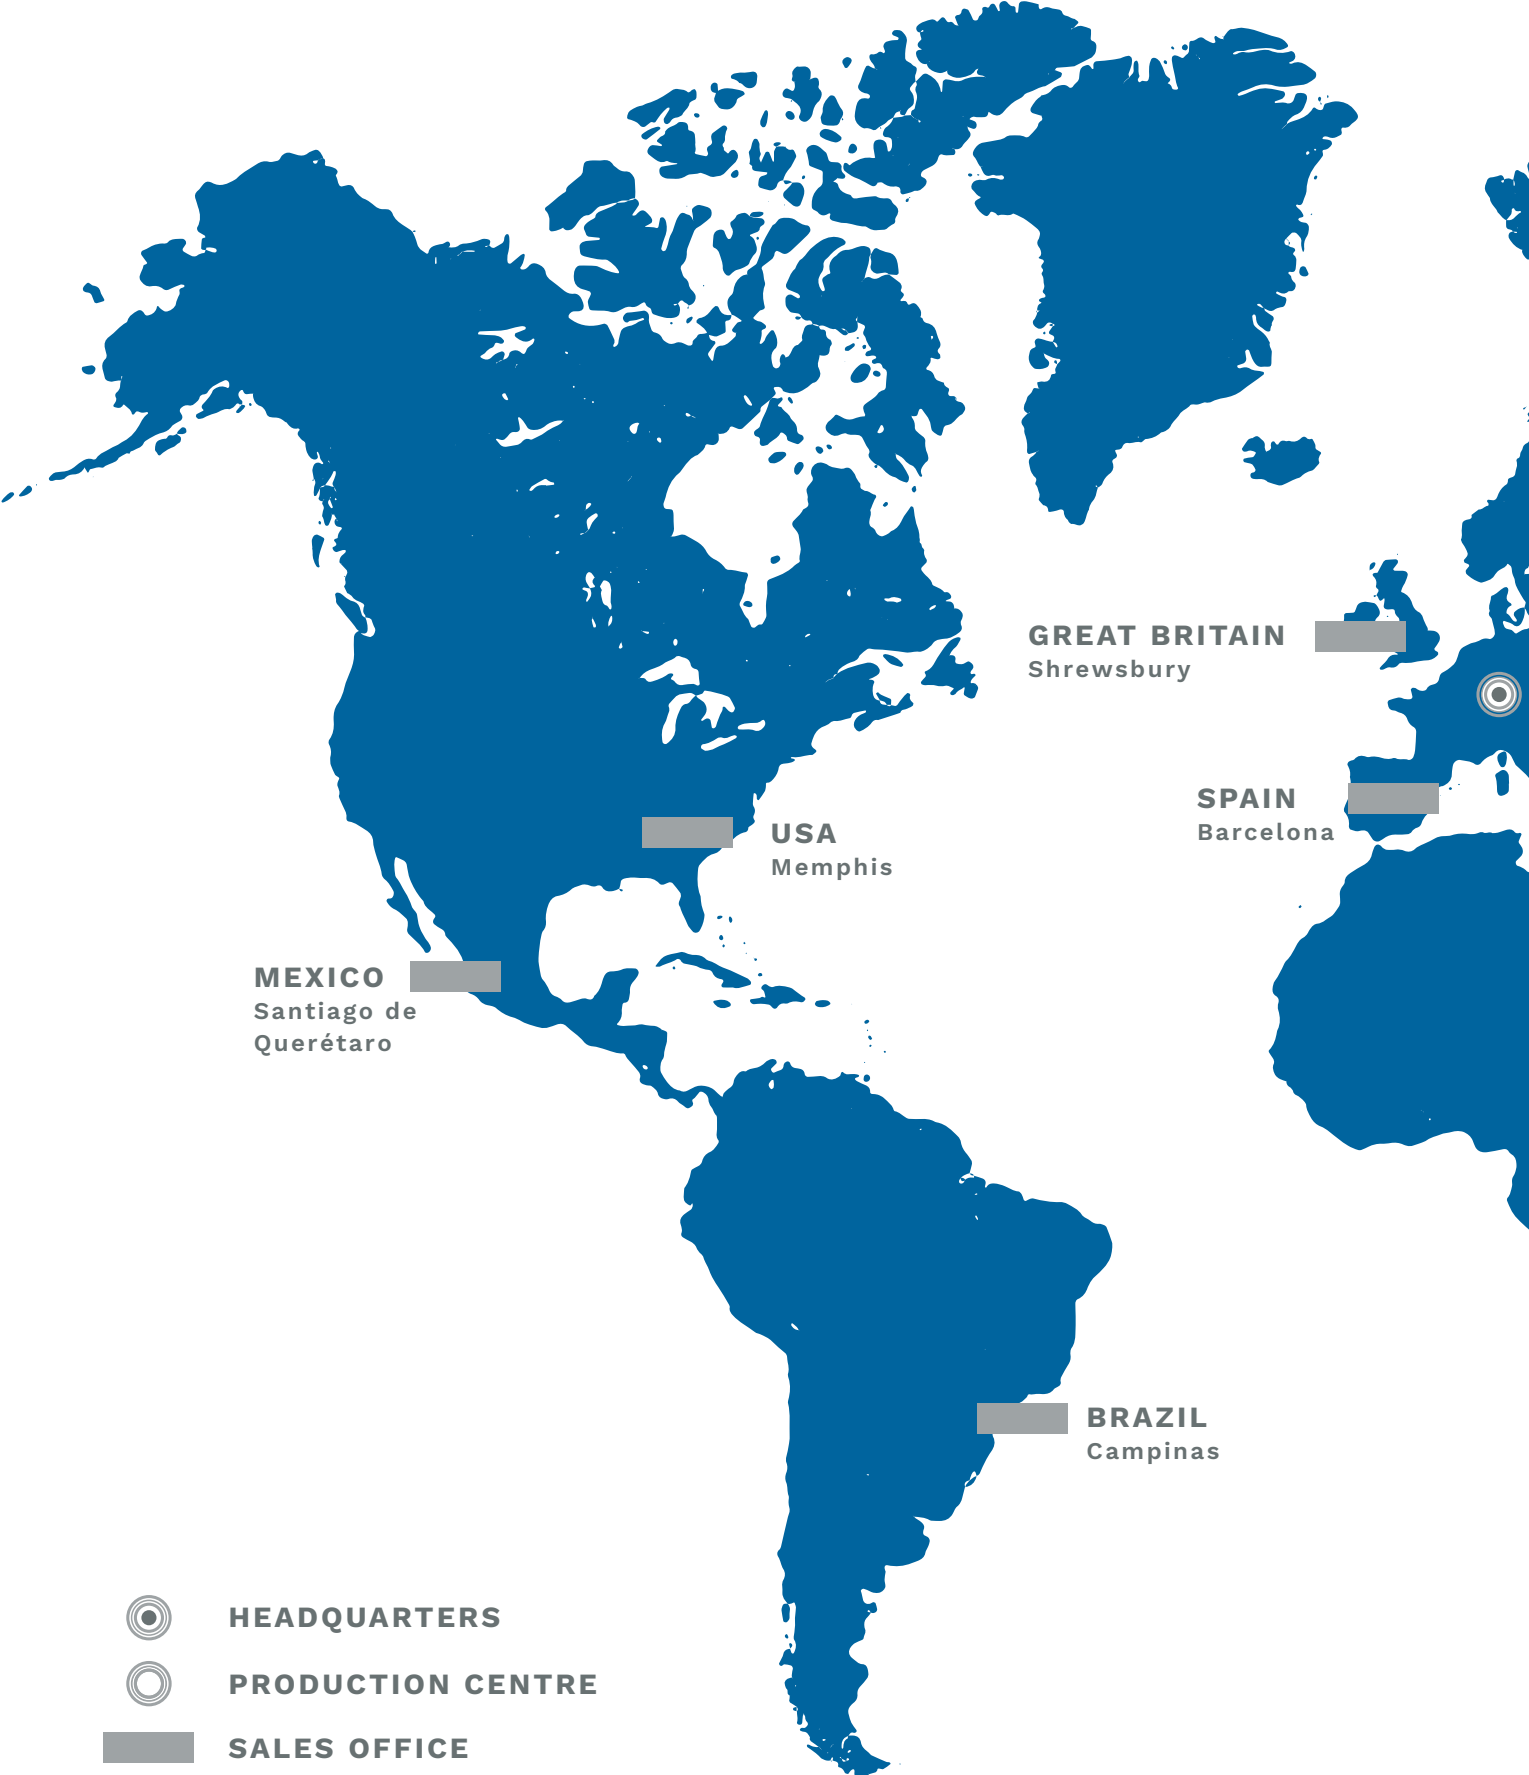 GREAT BRITAIN
Shrewsbury
SPAIN
Barcelona
USA
Memphis
MEXICO
Santiago de
Querétaro
BRAZIL
Campinas
HEADQUARTERS
PRODUCTION CENTRE
SALES OFFICE